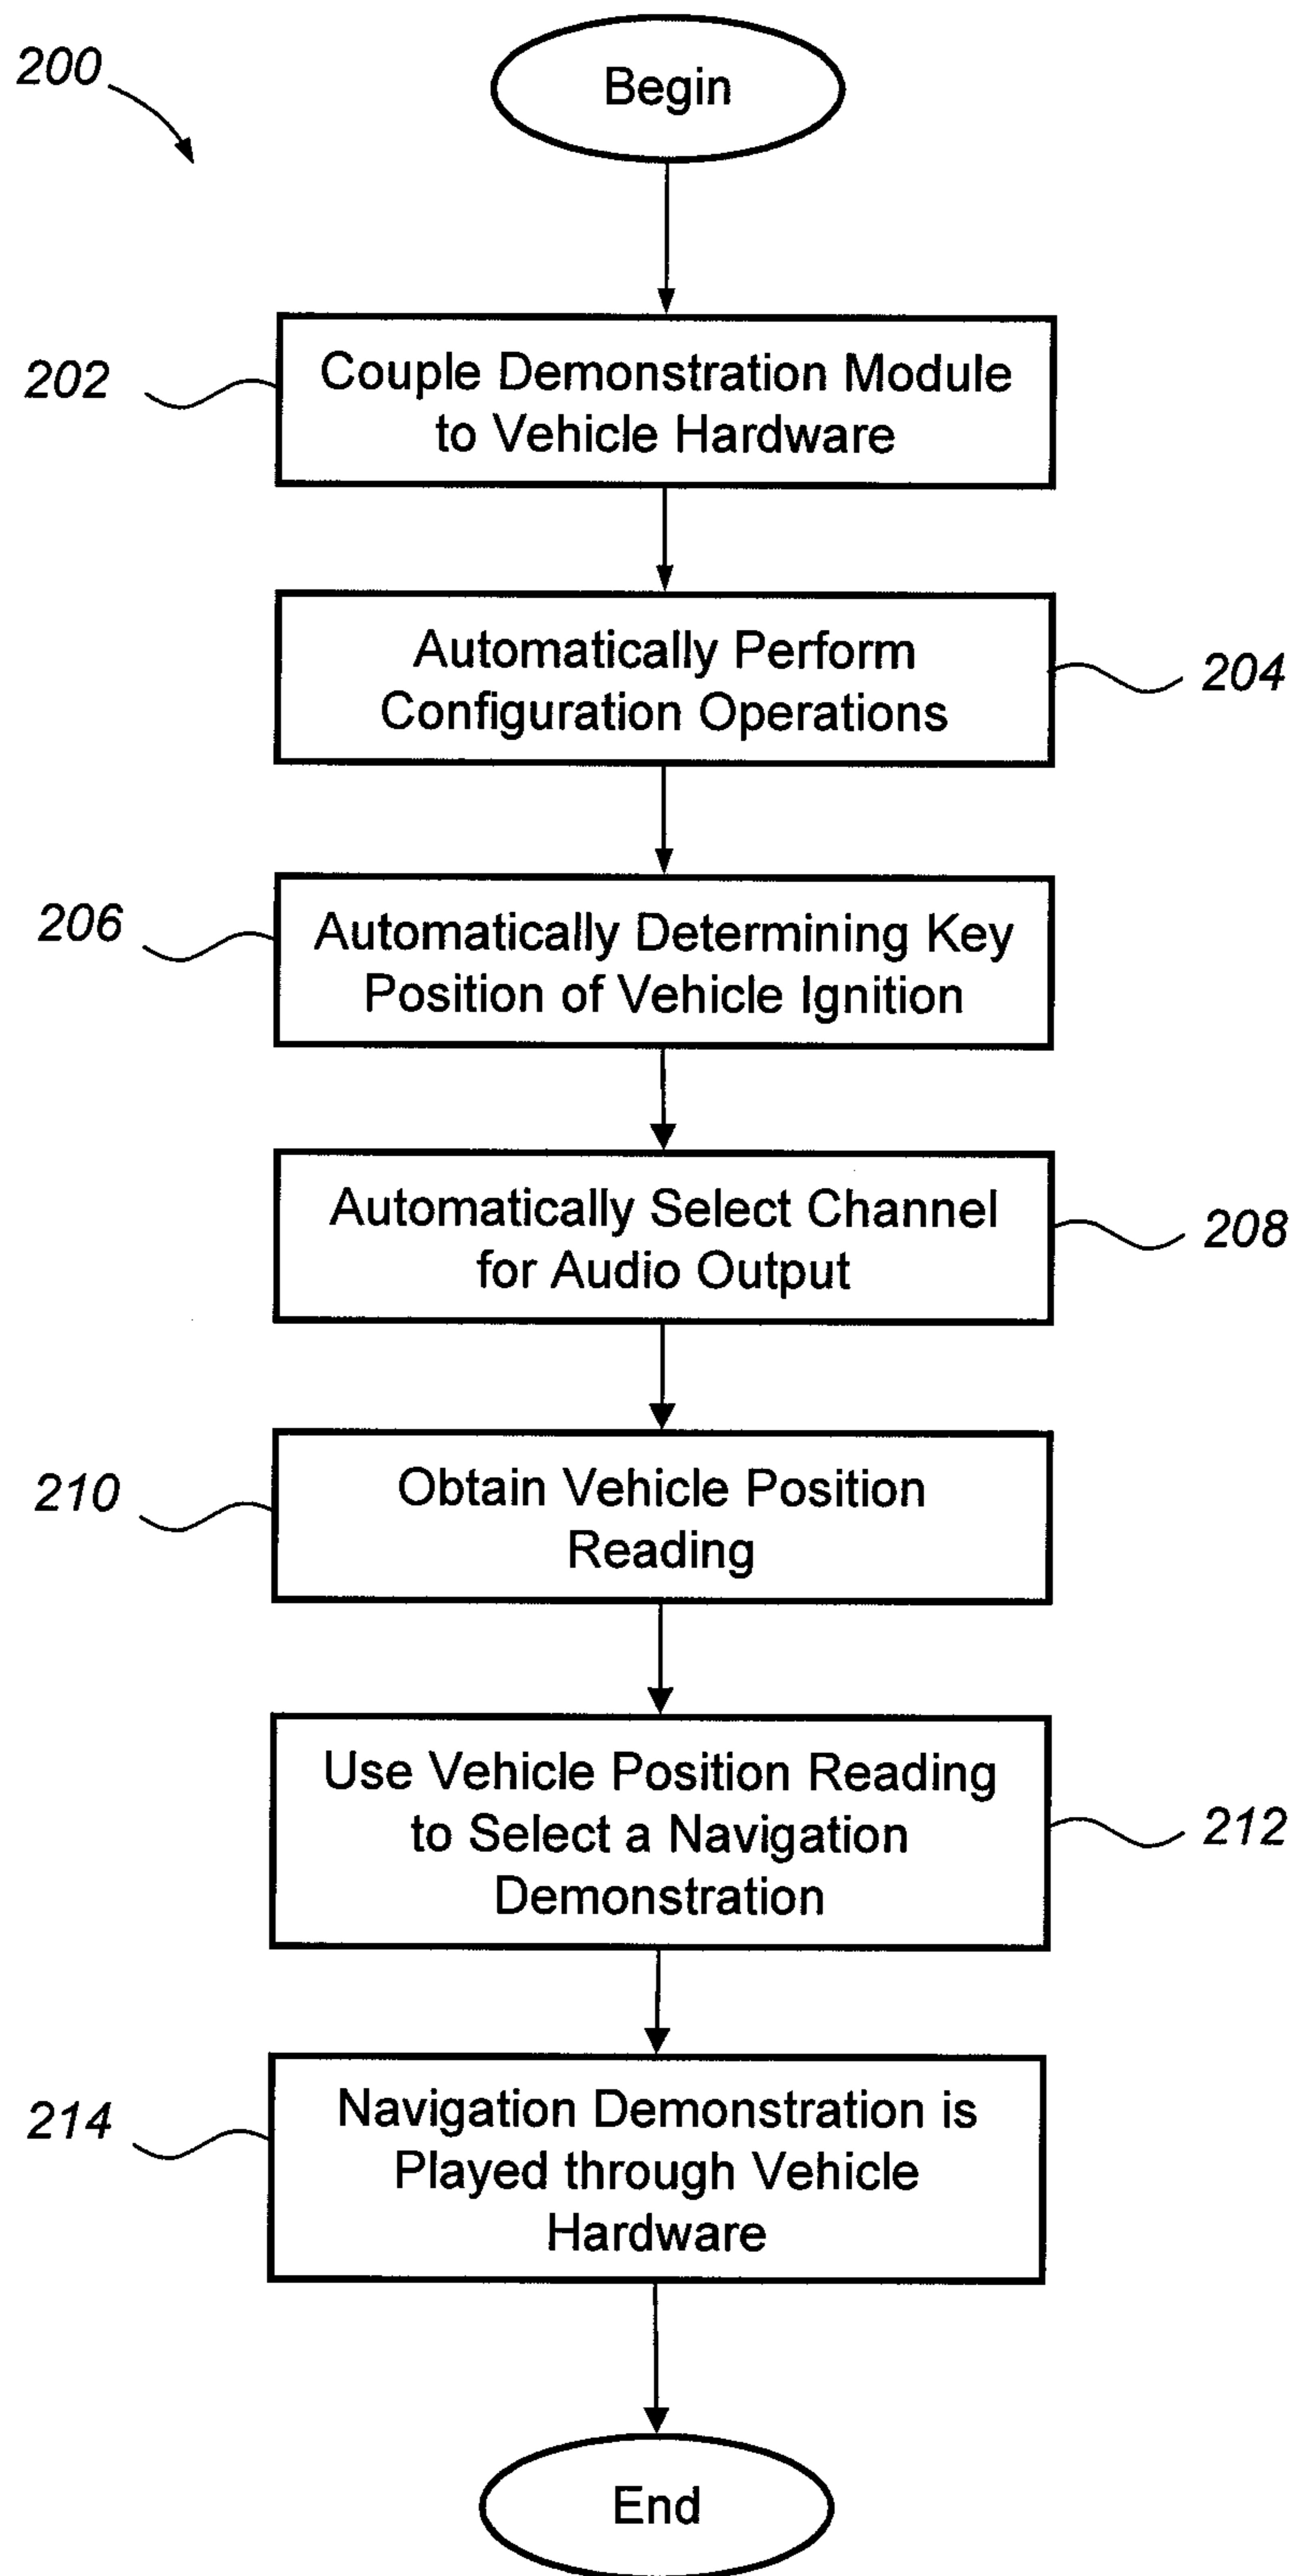 200
Begin
202
Couple Demonstration Module
to Vehicle Hardware
Automatically Perform
Configuration Operations
204
206
Automatically Determining Key
Position of Vehicle Ignition
Automatically Select Channel
for Audio Output
208
210
Obtain Vehicle Position
Reading
Use Vehicle Position Reading
to Select a Navigation
Demonstration
212
214
Navigation Demonstration is
Played through Vehicle
Hardware
End